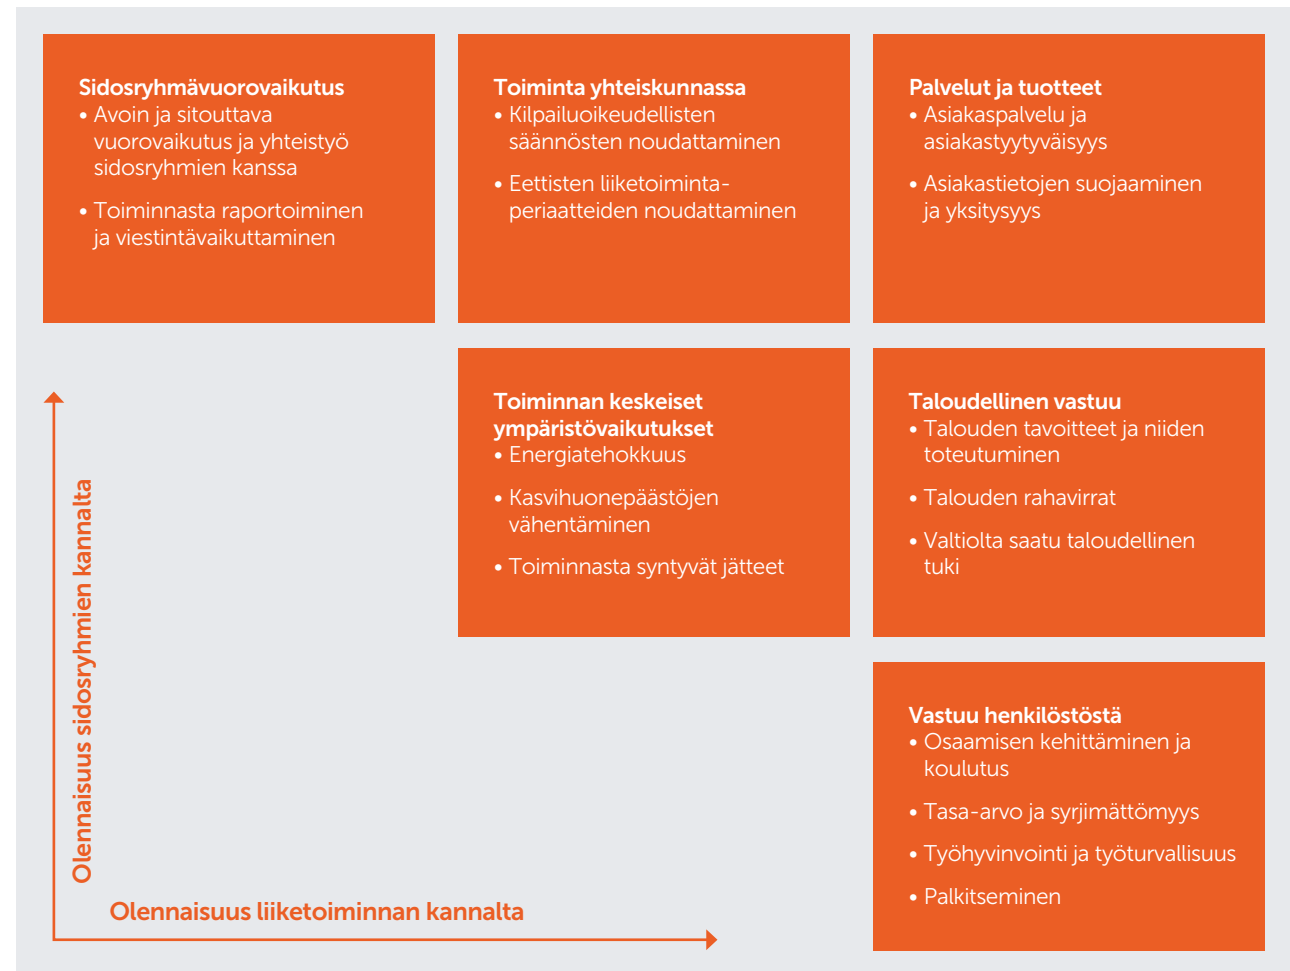 Sidosryhmävuorovaikutus
• Avoin ja sitouttava
vuorovaikutus ja yhteistyö
sidosryhmien kanssa
• Toiminnasta raportoiminen
ja viestintävaikuttaminen
Toiminta yhteiskunnassa
• Kilpailuoikeudellisten
säännösten noudattaminen
• Eettisten liiketoiminta-
periaatteiden noudattaminen
Palvelut ja tuotteet
• Asiakaspalvelu ja
asiakastyytyväisyys
• Asiakastietojen suojaaminen
ja yksitysyys
Toiminnan keskeiset
ympäristövaikutukset
• Energiatehokkuus
• Kasvihuonepäästöjen
vähentäminen
• Toiminnasta syntyvät jätteet
Taloudellinen vastuu
• Talouden tavoitteet ja niiden
toteutuminen
• Talouden rahavirrat
• Valtiolta saatu taloudellinen
tuki
Vastuu henkilöstöstä
• Osaamisen kehittäminen ja
koulutus
• Tasa-arvo ja syrjimättömyys
• Työhyvinvointi ja työturvallisuus
• Palkitseminen
Olennaisuus sidosryhmien kannalta
Olennaisuus liiketoiminnan kannalta